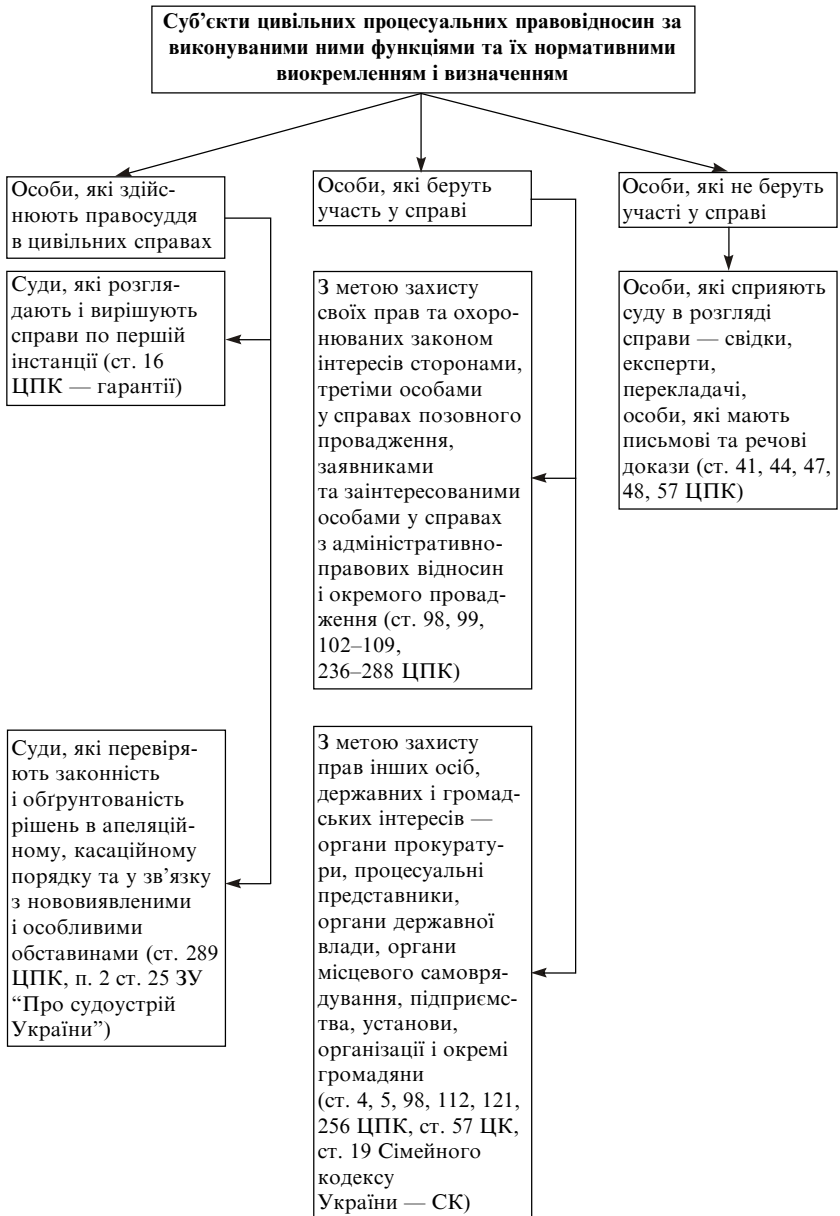 Суб’єкти цивільних процесуальних правовідносин за
виконуваними ними функціями та їх нормативними
виокремленням і визначенням
Особи, які здійс-
нюють правосуддя
в цивільних справах
Суди, які розгля-
дають і вирішують
справи по першій
інстанції (ст. 16
ЦПК — гарантії)
Суди, які перевіря-
ють законність
і обґрунтованість
рішень в апеляцій-
ному, касаційному
порядку та у зв’язку
з нововиявленими
і особливими
обставинами (ст. 289
ЦПК, п. 2 ст. 25 ЗУ
“Про судоустрій
України”)
Особи, які беруть
участь у справі
З метою захисту
своїх прав та охоро-
нюваних законом
інтересів сторонами,
третіми особами
у справах позовного
провадження,
заявниками
та заінтересованими
особами у справах
з адміністративно-
правових відносин
і окремого провад-
ження (ст. 98, 99,
102–109,
236–288 ЦПК)
З метою захисту
прав інших осіб,
державних і громад-
ських інтересів —
органи прокурату-
ри, процесуальні
представники,
органи державної
влади, органи
місцевого самовря-
дування, підприємс-
тва, установи,
організації і окремі
громадяни
(ст. 4, 5, 98, 112, 121,
256 ЦПК, ст. 57 ЦК,
ст. 19 Сімейного
кодексу
України — СК)
Особи, які не беруть
участі у справі
Особи, які сприяють
суду в розгляді
справи — свідки,
експерти,
перекладачі,
особи, які мають
письмові та речові
докази (ст. 41, 44, 47,
48, 57 ЦПК)